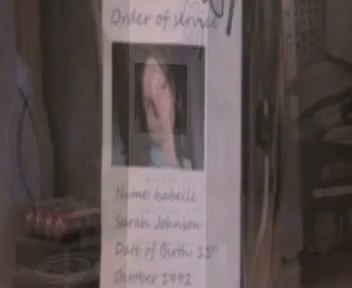 Order of service
Name: Isabelle
Sarah Johnson
Date of Birth: 11th
October 1992